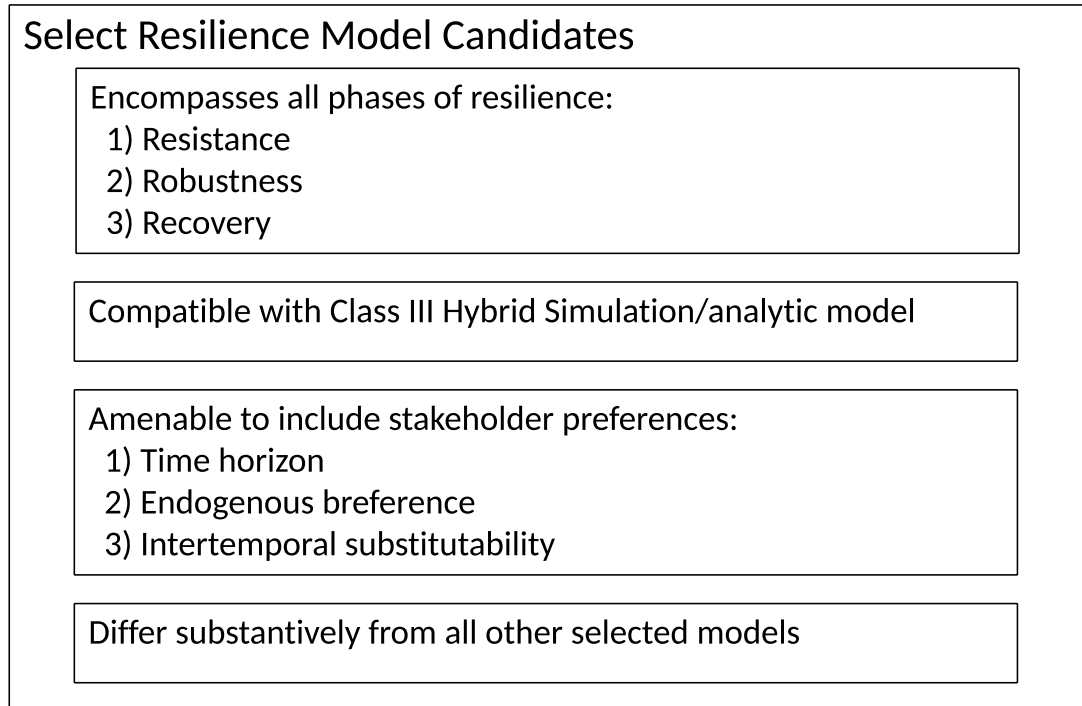 Select Resilience Model Candidates
Encompasses all phases of resilience:
1) Resistance
2) Robustness
3) Recovery
Compatible with Class III Hybrid Simulation/analytic model
Amenable to include stakeholder preferences:
1) Time horizon
2) Endogenous breference
3) Intertemporal substitutability
Differ substantively from all other selected models